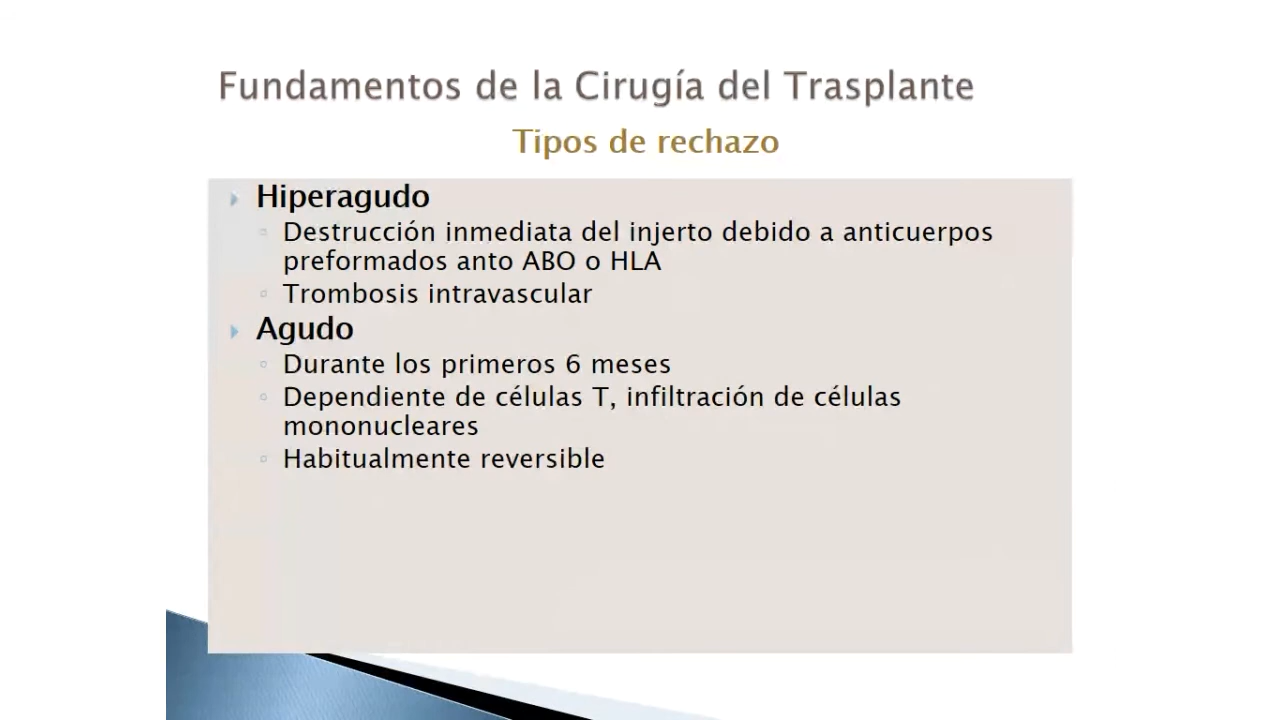 Fundamentos de la Cirugía del Trasplante
Tipos de rechazo
Hiperagudo
Destrucción inmediata del injerto debido a anticuerpos
preformados anto ABO o HLA
Trombosis intravascular
Agudo
Durante los primeros 6 meses
Dependiente de células T, infiltración de células
mononucleares
Habitualmente reversible